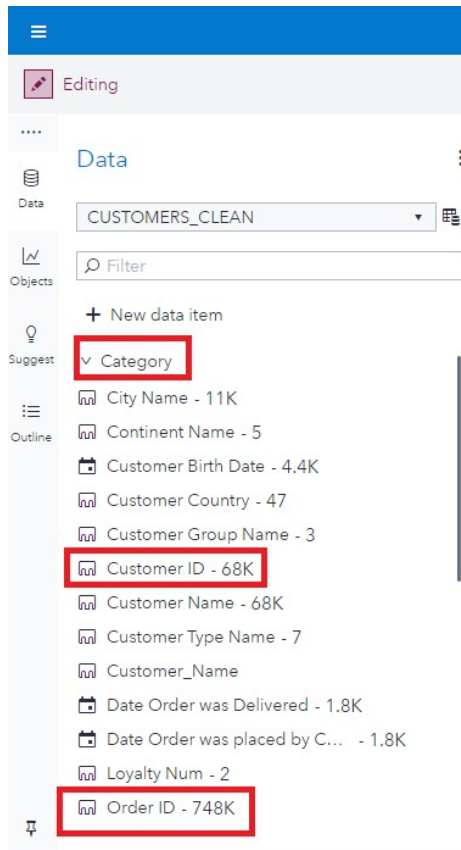 Editing
Data
Data
CUSTOMERS_CLEAN
Objects
Filter
New data item
Suggest
Category
City Name - 11K
Outline
Continent Name - 5
Customer Birth Date - 4.4K
Customer Country - 47
Customer Group Name - 3
Customer ID - 68K
Customer Name - 68K
Customer Type Name - 7
Customer_Name
Date Order was Delivered - 1.8K
Date Order was placed by C... - 1.8K
Loyalty Num - 2
Order ID - 748K